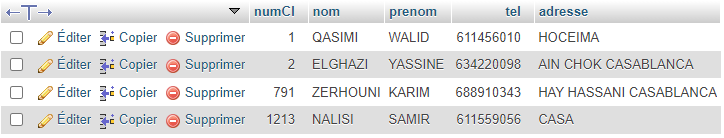 numCl nom prenom tel adresse
Éditer Copier Supprimer 1 QASIMI WALID 611456010 HOCEIMA
Éditer Copier Supprimer 2 ELGHAZI YASSINE 634220098 AIN CHOK CASABLANCA
Éditer Copier Supprimer 791 ZERHOUNI KARIM 688910343 HAY HASSANI CASABLANCA
Éditer Copier Supprimer 1213 NALISI SAMIR 611559056 CASA